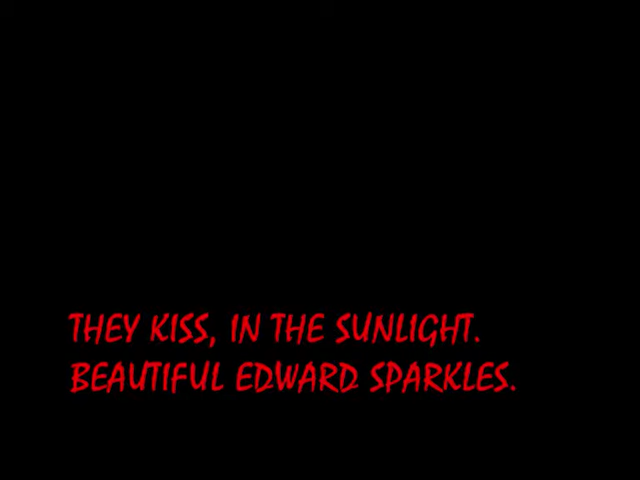 THEY KISS, IN THE SUNLIGHT.
BEAUTIFUL EDWARD SPARKLES.